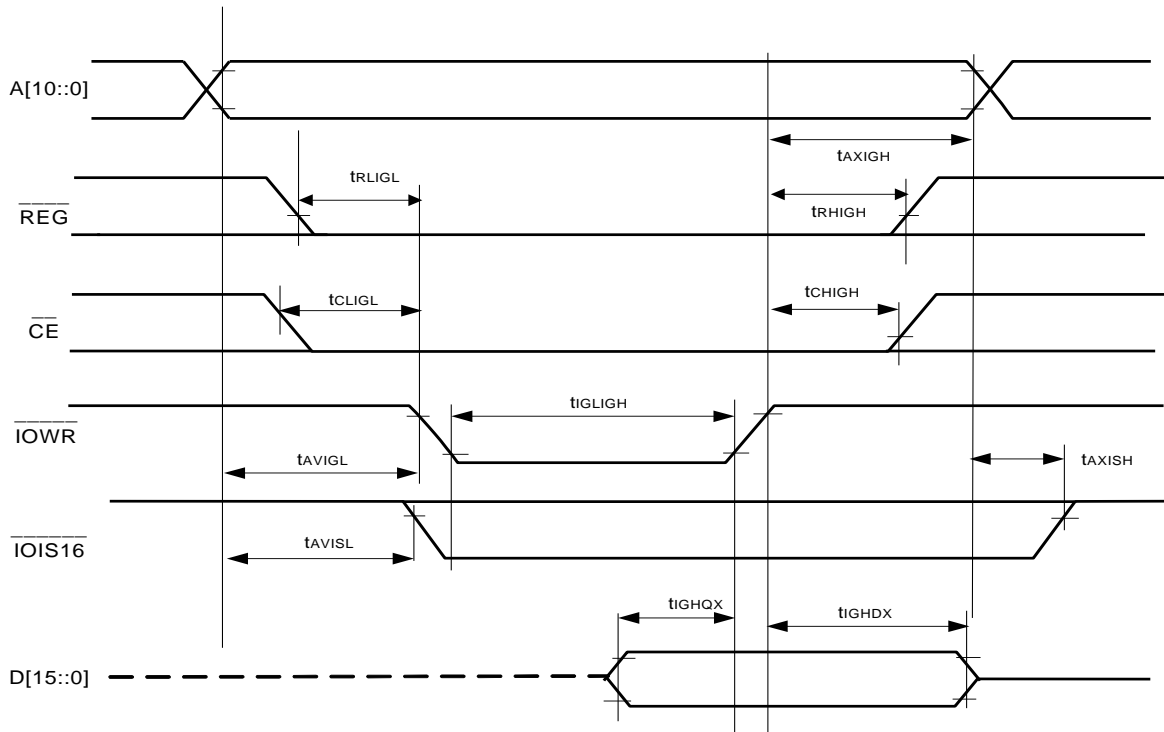 A[10::0]
tAXIGH
tRLIGL
REG
tRHIGH
tCLIGL
tCHIGH
CE
tIGLIGH
IOWR
tAVIGL
tAXISH
IOIS16
tAVISL
tIGHQX
tIGHDX
D[15::0]